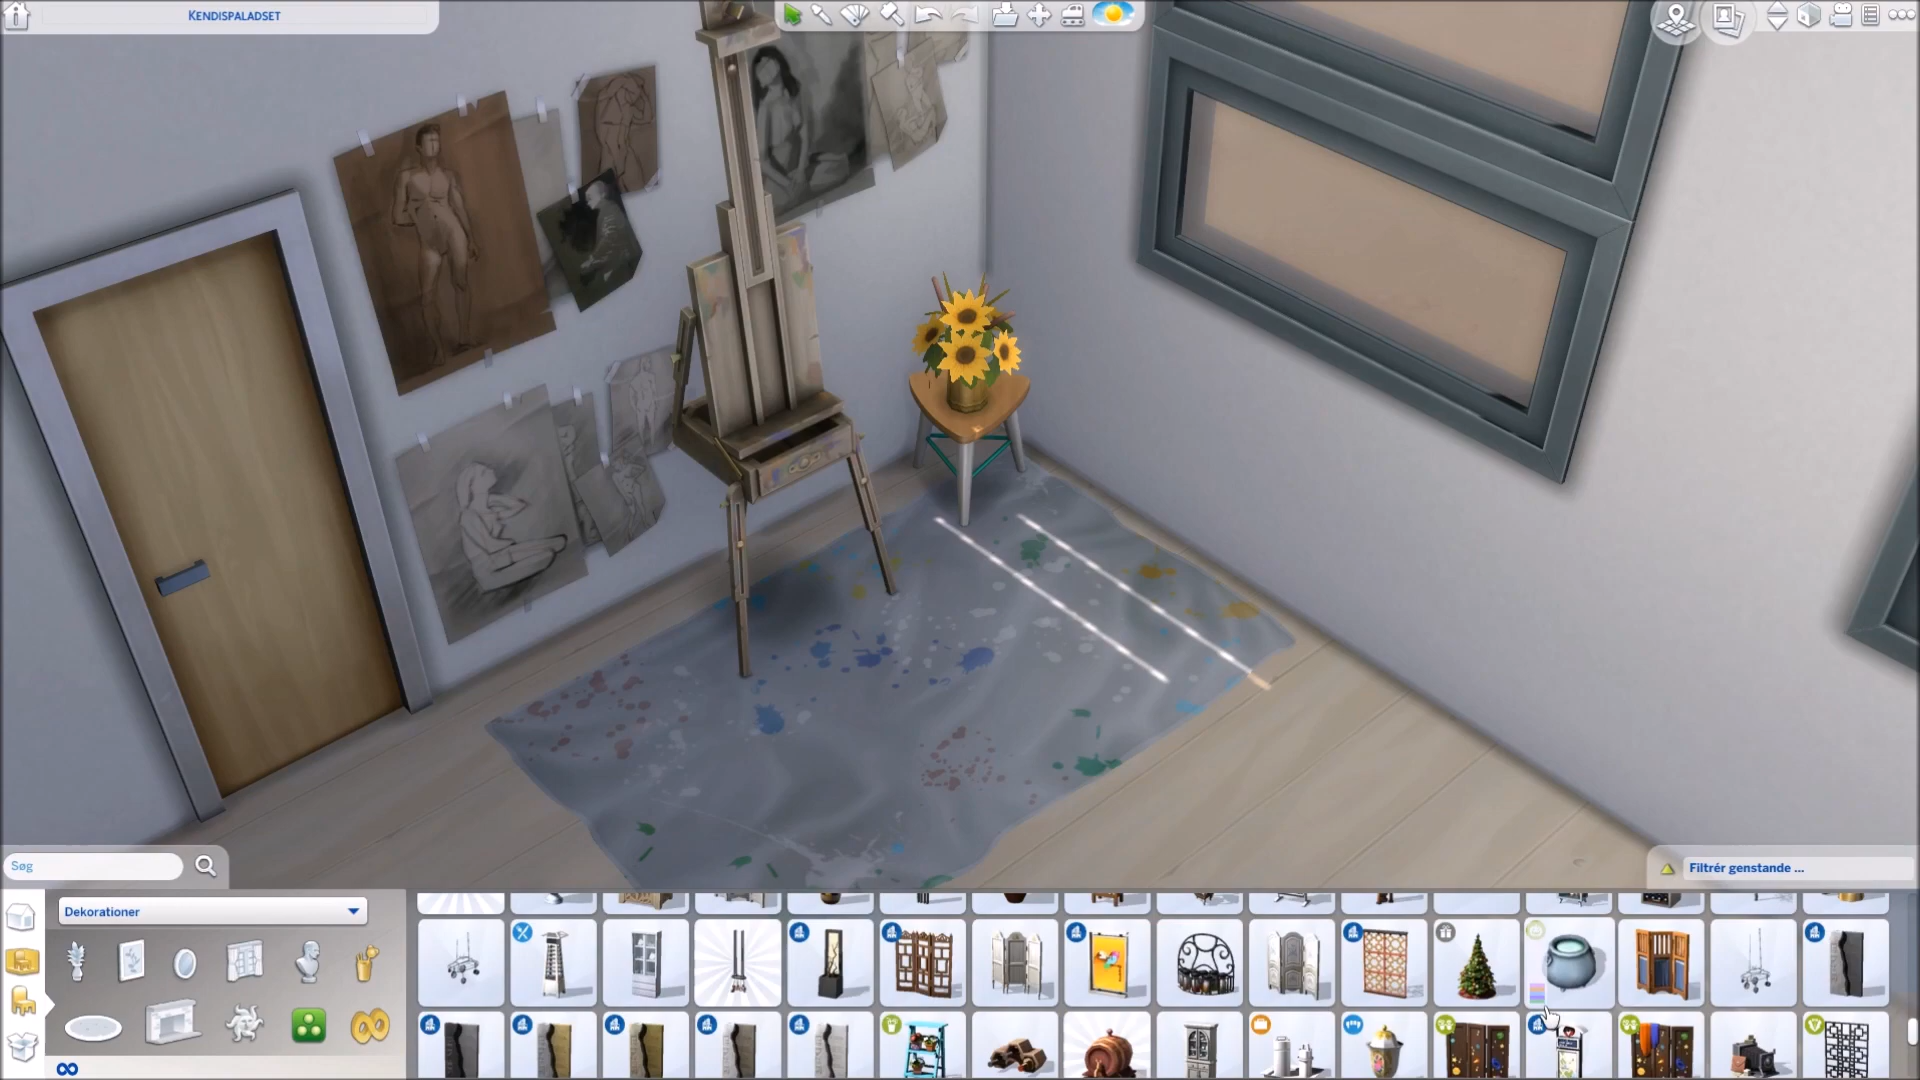 KENDISPALADSET
Søg
Filtrér genstande ...
Dekorationer